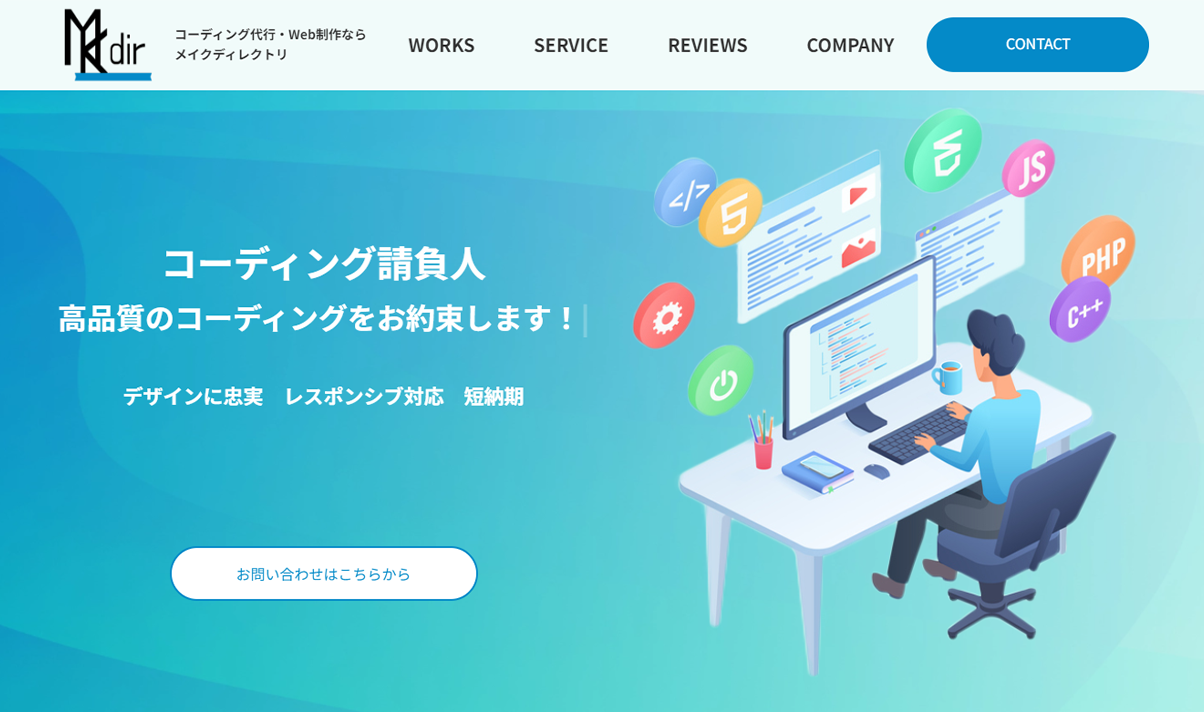 MKdir
コーディング代行・Web制作なら
メイクディレクトリ
WORKS
SERVICE
REVIEWS
COMPANY
CONTACT
コーディング請負人
高品質のコーディングをお約束します！
デザインに忠実　レスポンシブ対応　短納期
お問い合わせはこちらから
</>
5
JS
PHP
C++